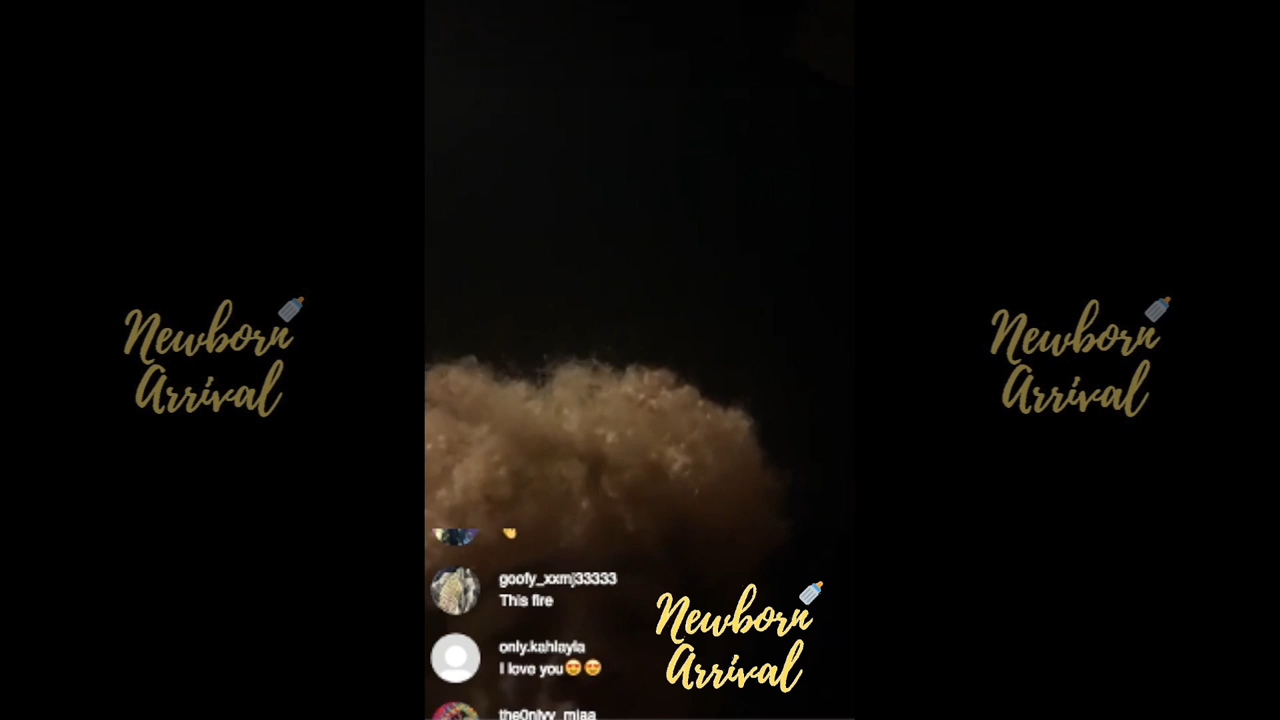 Newborn
Arrival
goofy_xxmj33333
This fire
only.kahlayla
I love you😍😍
Newborn
Arrival
Newborn
Arrival